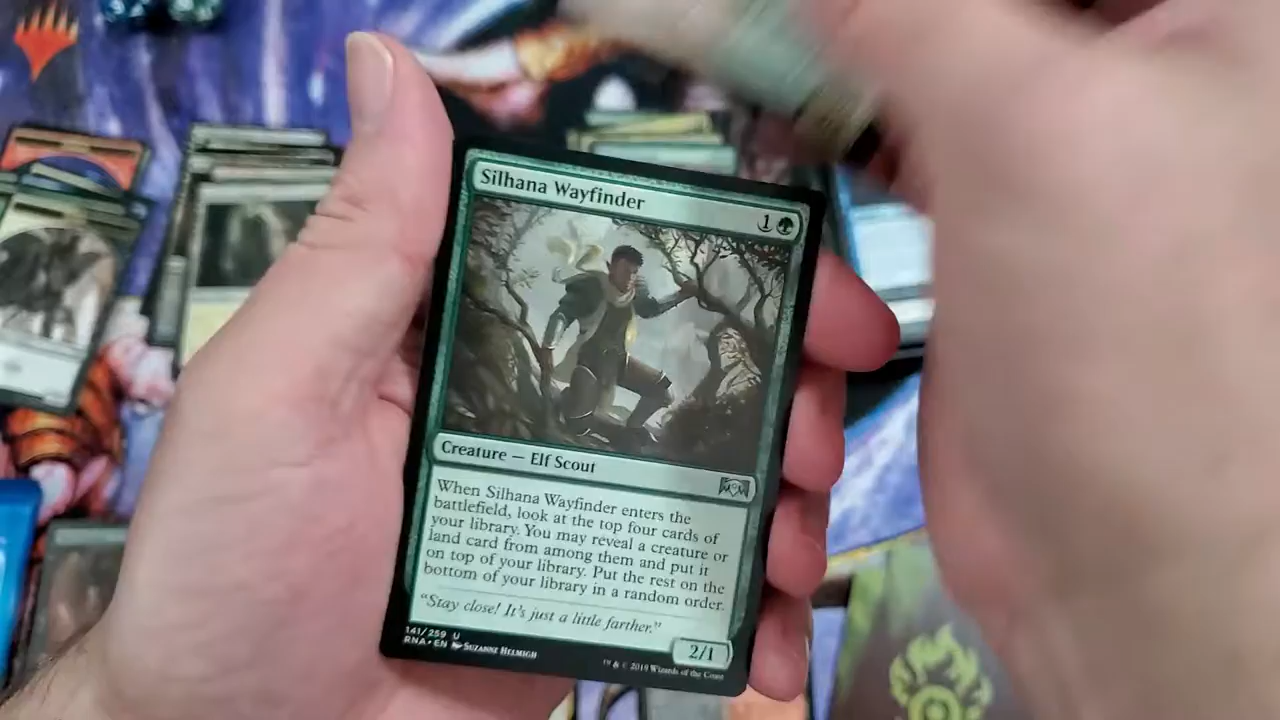 Silhana Wayfinder
1
Creature — Elf Scout
When Silhana Wayfinder enters the
battlefield, look at the top four cards of
your library. You may reveal a creature or
land card from among them and put it
on top of your library. Put the rest on the
bottom of your library in a random order.
"Stay close! It's just a little farther."
2/1
141/259 U
RNA • EN Suzanne Helmigh
™ & © 2019 Wizards of the Coast